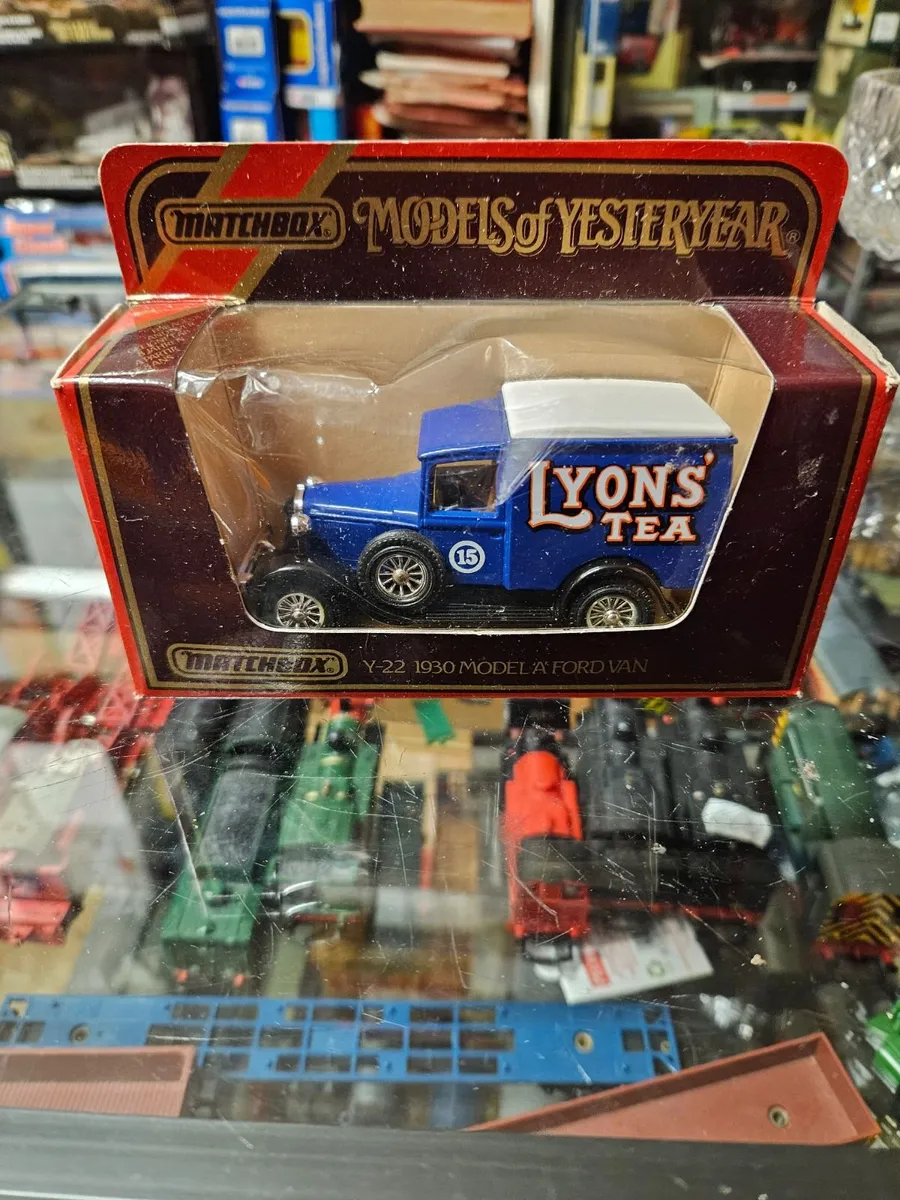 MATCHBOX® MODELS of YESTERYEAR®
LYONS'
TEA
15
MATCHBOX® Y-22 1930 MODEL 'A' FORD VAN